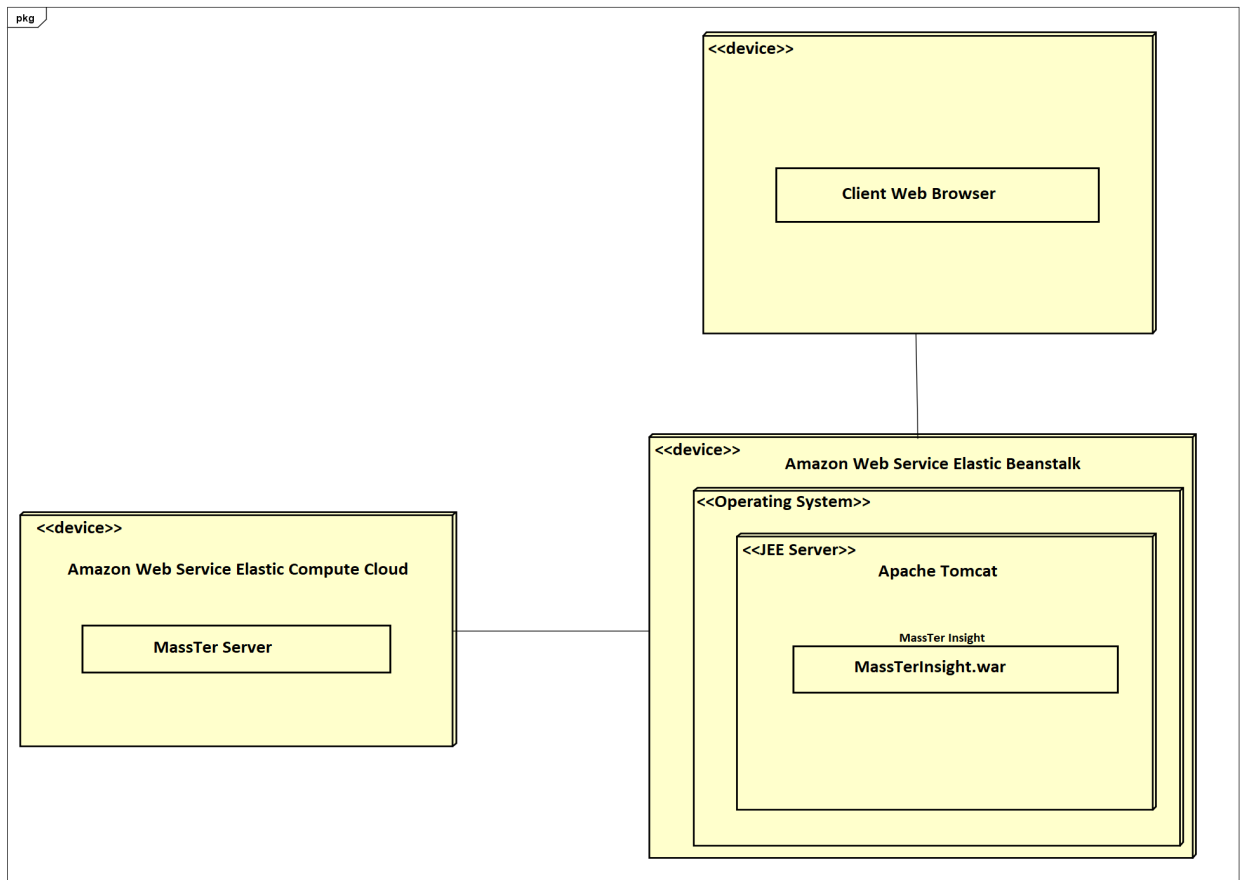 pkg
<<device>>
Client Web Browser
<<device>>
Amazon Web Service Elastic Beanstalk
<<Operating System>>
<<JEE Server>>
Apache Tomcat
MassTer Insight
MassTerInsight.war
<<device>>
Amazon Web Service Elastic Compute Cloud
MassTer Server